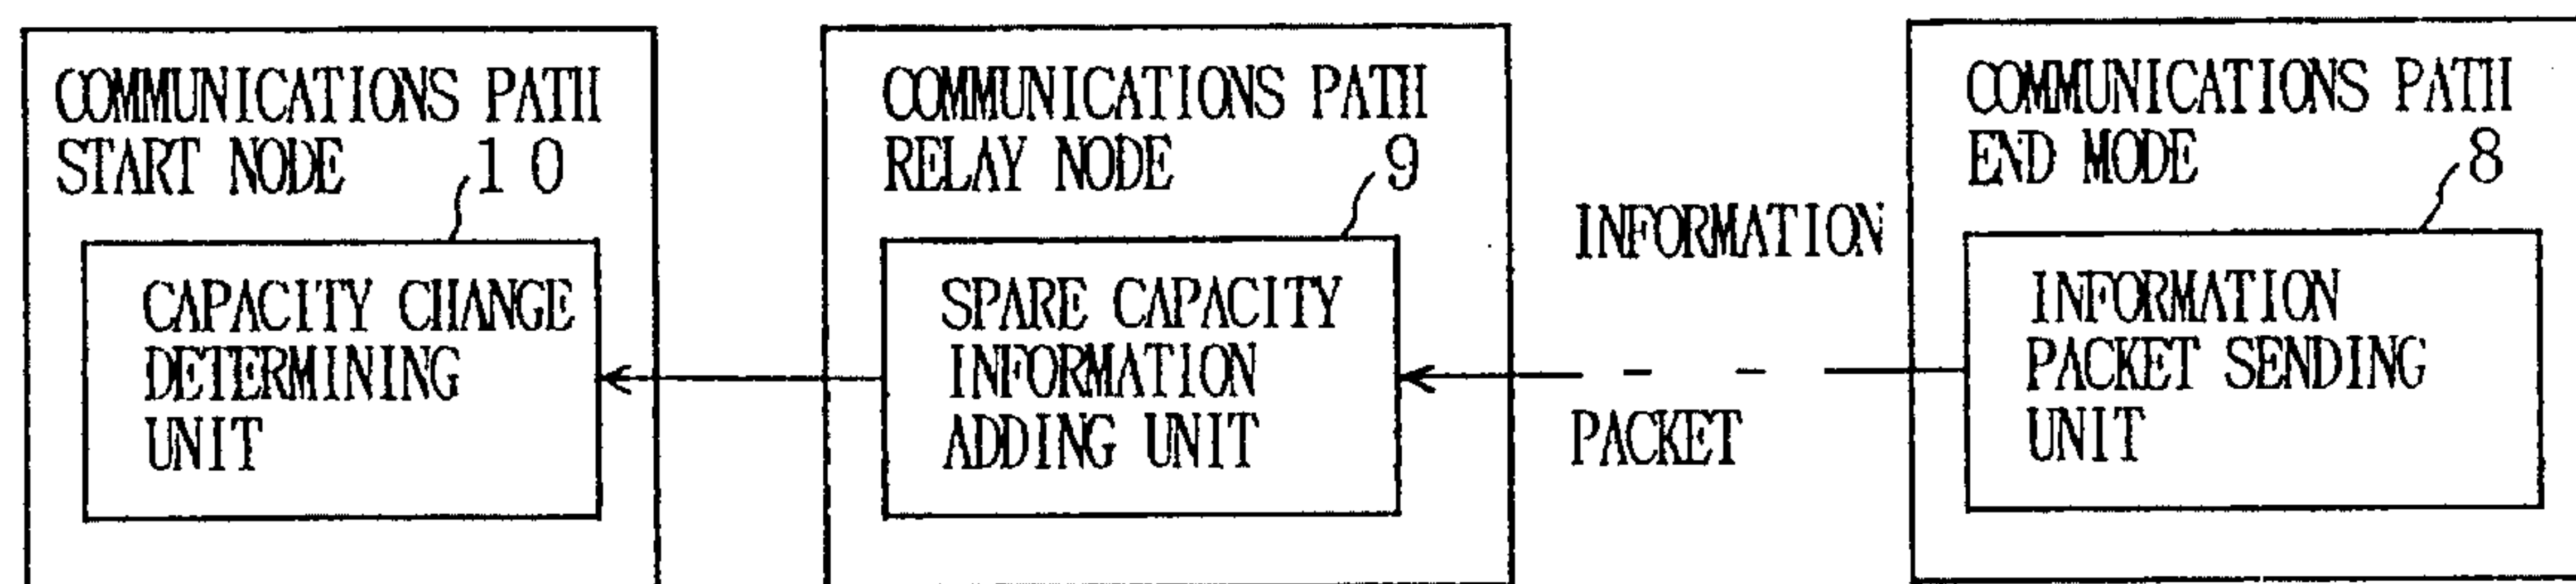 COMMUNICATIONS PATH
START NODE
10
CAPACITY CHANGE
DETERMINING
UNIT
COMMUNICATIONS PATH
RELAY NODE
9
SPARE CAPACITY
INFORMATION
ADDING UNIT
INFORMATION
PACKET
COMMUNICATIONS PATH
END MODE
8
INFORMATION
PACKET SENDING
UNIT